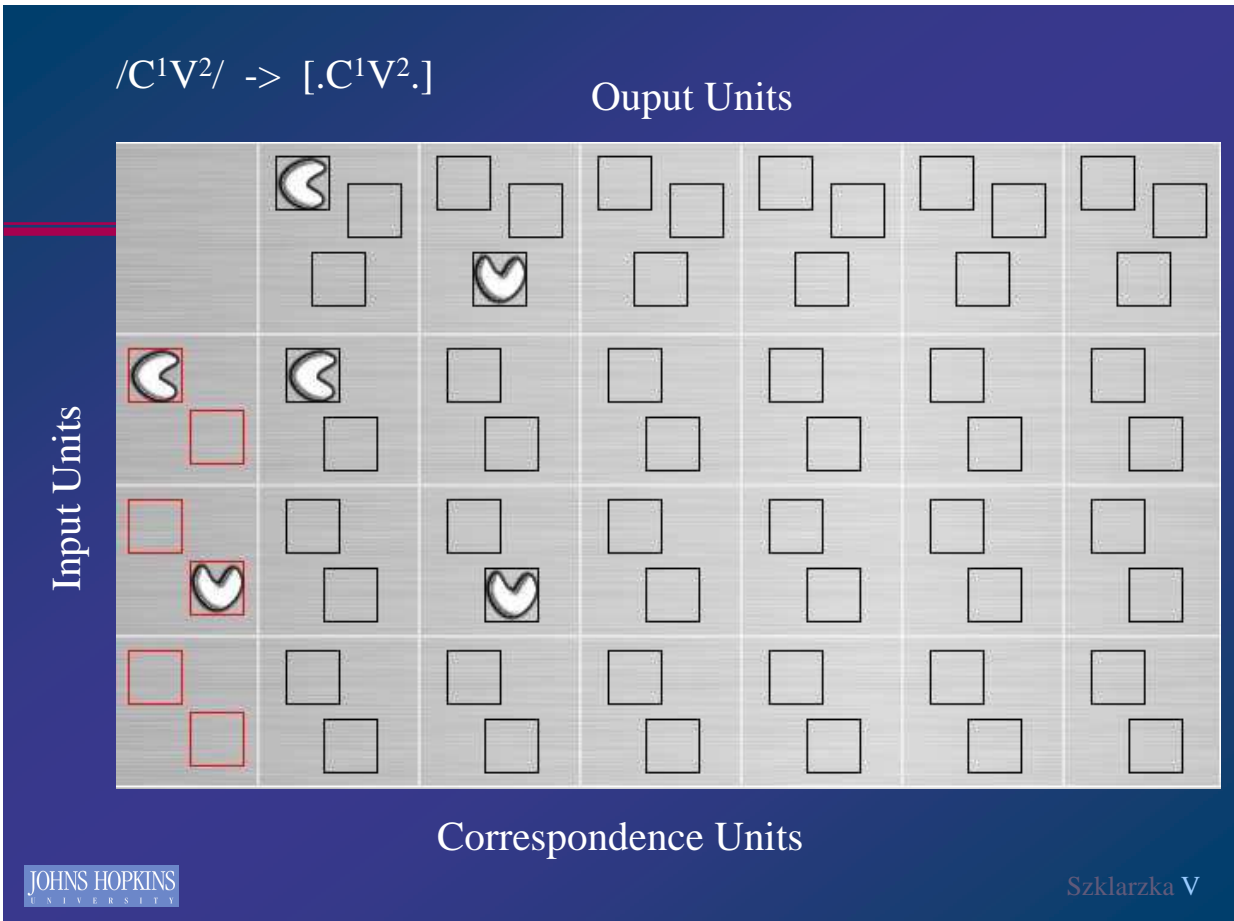 /C¹V²/ -> [.C¹V².]
Ouput Units
Input Units
Correspondence Units
JOHNS HOPKINS
UNIVERSITY
Szklarzka V